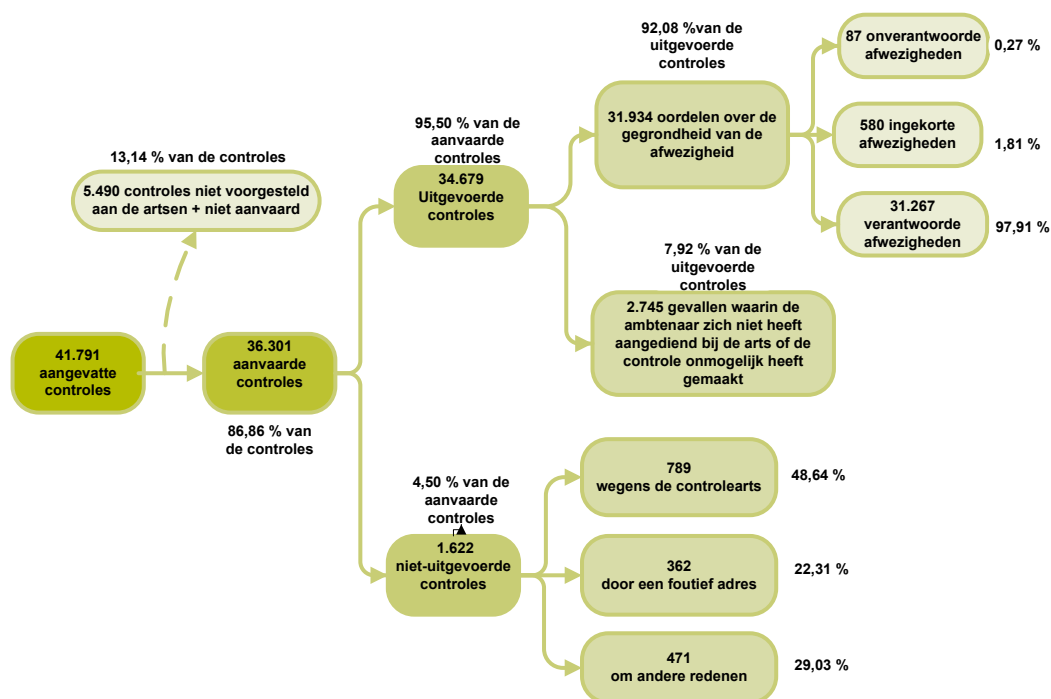 41.791
aangevatte
controles
13,14 % van de controles
5.490 controles niet voorgesteld
aan de artsen + niet aanvaard
36.301
aanvaarde
controles
86,86 % van
de controles
95,50 % van de
aanvaarde
controles
34.679
Uitgevoerde
controles
92,08 %van de
uitgevoerde
controles
31.934 oordelen over de
gegrondheid van de
afwezigheid
87 onverantwoorde
afwezigheden
0,27 %
580 ingekorte
afwezigheden
1,81 %
31.267
verantwoorde
afwezigheden
97,91 %
7,92 % van de
uitgevoerde
controles
2.745 gevallen waarin de
ambtenaar zich niet heeft
aangediend bij de arts of de
controle onmogelijk heeft
gemaakt
4,50 % van de
aanvaarde
controles
1.622
niet-uitgevoerde
controles
789
wegens de controlearts
48,64 %
362
door een foutief adres
22,31 %
471
om andere redenen
29,03 %